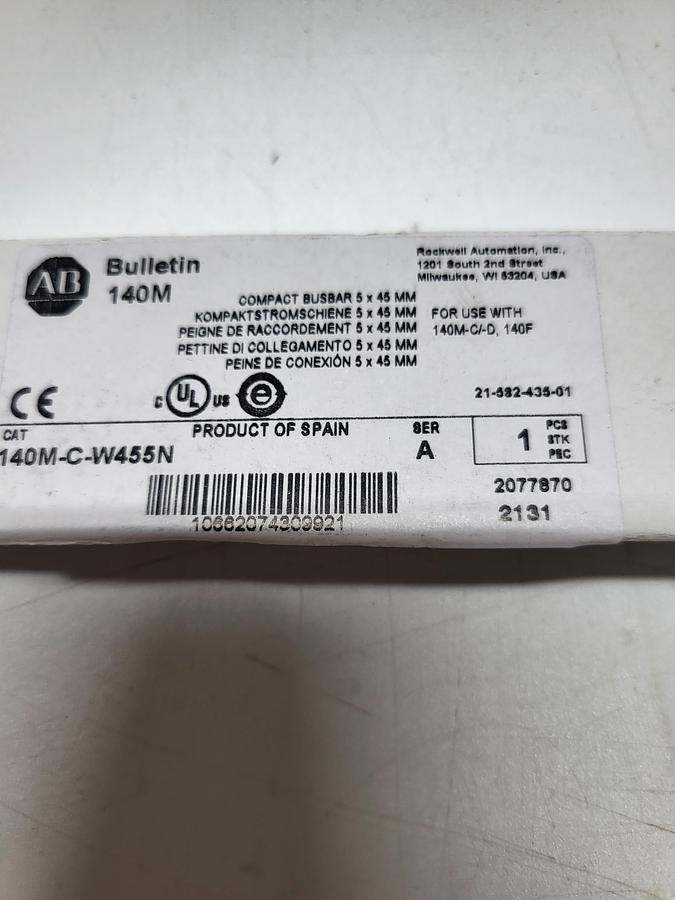 AB
Bulletin
140M
Rockwell Automation, Inc.,
1201 South 2nd Street
Milwaukee, WI 53204, USA
COMPACT BUSBAR 5 x 45 MM
KOMPAKTSTROMSCHIENE 5 x 45 MM
PEIGNE DE RACCORDEMENT 5 x 45 MM
PETTINE DI COLLEGAMENTO 5 x 45 MM
PEINE DE CONEXIÓN 5 x 45 MM
FOR USE WITH
140M-C/-D, 140F
CE
C UL US e
21-582-435-01
CAT
140M-C-W455N
PRODUCT OF SPAIN
SER
A
1
PCS
STK
PEC
10662074309921
2077870
2131